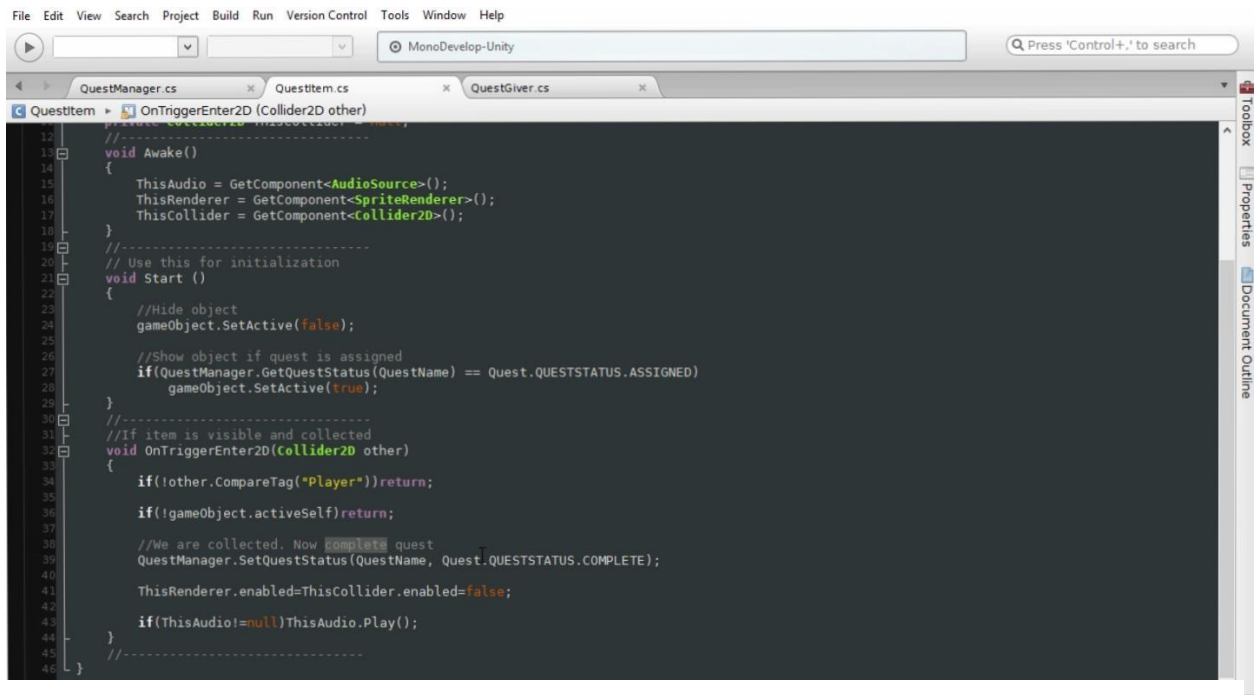 File Edit View Search Project Build Run Version Control Tools Window Help
MonoDevelop-Unity
Press 'Control+,' to search
QuestManager.cs × QuestItem.cs × QuestGiver.cs ×
QuestItem ▸ OnTriggerEnter2D (Collider2D other)
12 //--------------------------------
13 void Awake()
14 {
15 ThisAudio = GetComponent<AudioSource>();
16 ThisRenderer = GetComponent<SpriteRenderer>();
17 ThisCollider = GetComponent<Collider2D>();
18 }
19 //--------------------------------
20 // Use this for initialization
21 void Start ()
22 {
23 //Hide object
24 gameObject.SetActive(false);
25
26 //Show object if quest is assigned
27 if(QuestManager.GetQuestStatus(QuestName) == Quest.QUESTSTATUS.ASSIGNED)
28 gameObject.SetActive(true);
29 }
30 //--------------------------------
31 //If item is visible and collected
32 void OnTriggerEnter2D(Collider2D other)
33 {
34 if(!other.CompareTag("Player"))return;
35
36 if(!gameObject.activeSelf)return;
37
38 //We are collected. Now complete quest
39 QuestManager.SetQuestStatus(QuestName, Quest.QUESTSTATUS.COMPLETE);
40
41 ThisRenderer.enabled=ThisCollider.enabled=false;
42
43 if(ThisAudio!=null)ThisAudio.Play();
44 }
45 //-------------------------------
46 }
Toolbox
Properties
Document Outline